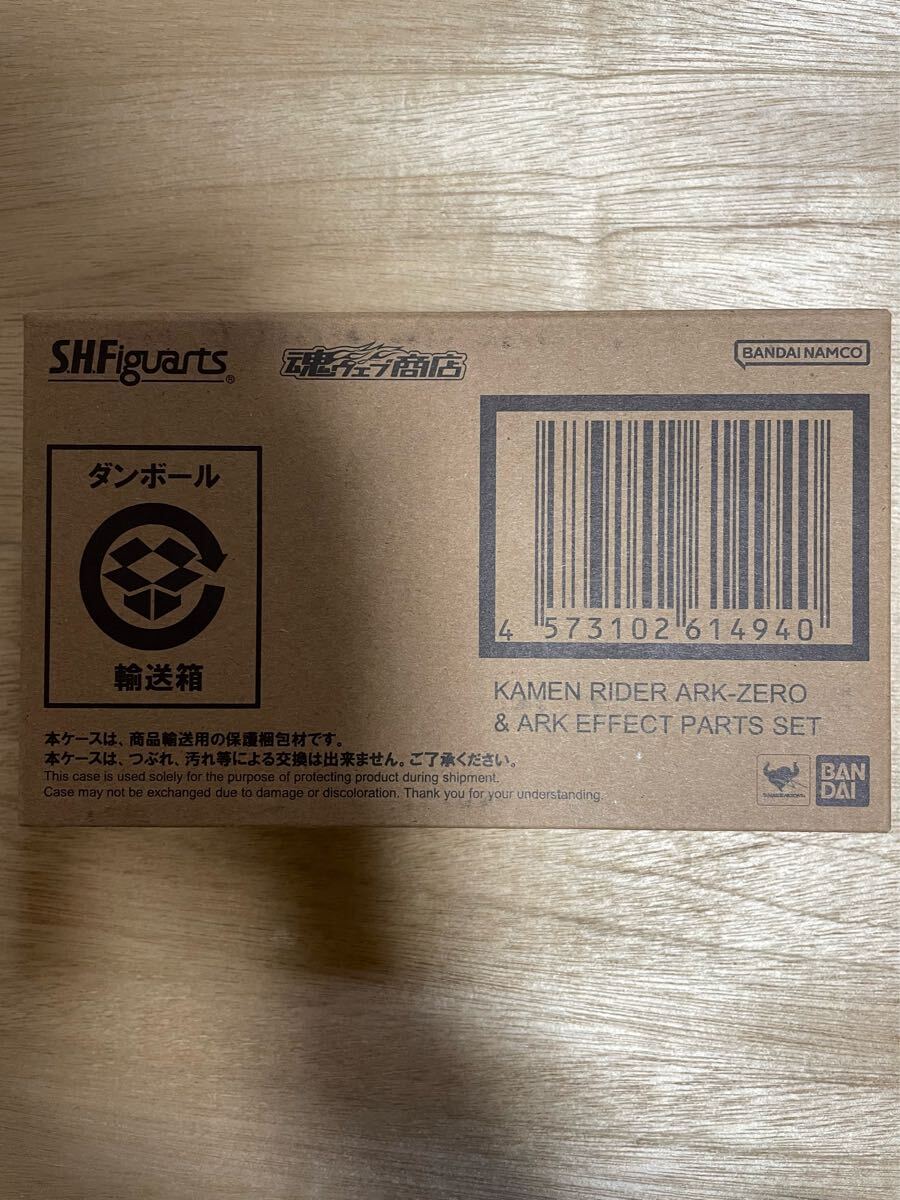 S.H.Figuarts®
魂ウェブ商店
BANDAI NAMCO
ダンボール
輸送箱
4 573102 614940
KAMEN RIDER ARK-ZERO
& ARK EFFECT PARTS SET
本ケースは、商品輸送用の保護梱包材です。
本ケースは、つぶれ、汚れ等による交換は出来ません。ご了承ください。
This case is used solely for the purpose of protecting product during shipment.
Case may not be exchanged due to damage or discoloration. Thank you for your understanding.
BAN
DAI